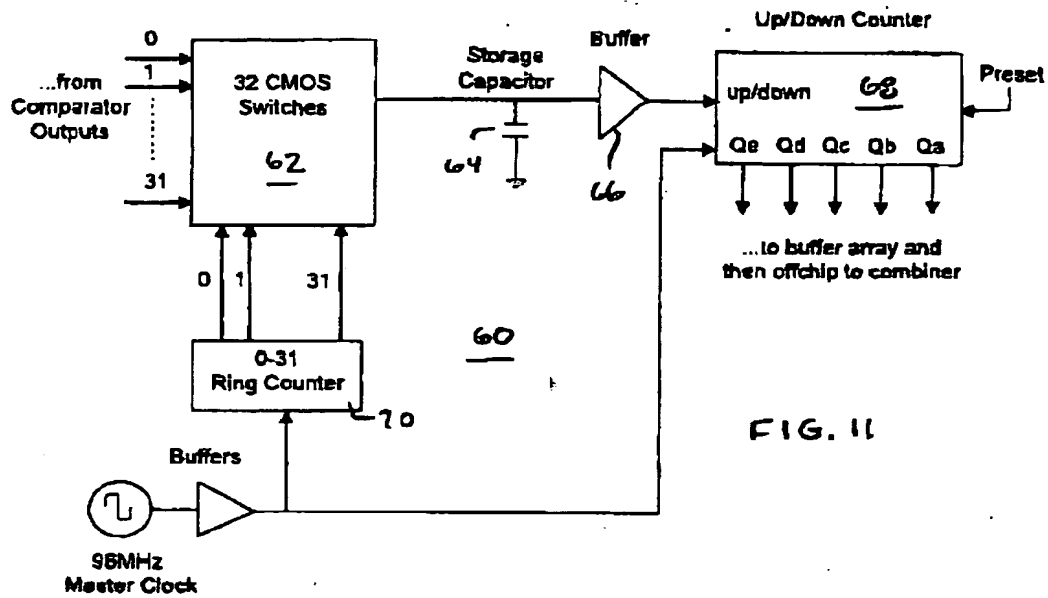 Up/Down Counter
Buffer
0
1
...from
Comparator
Outputs
31
32 CMOS
Switches
62
Storage
Capacitor
64
66
up/down
68
Preset
Qe Qd Qc Qb Qa
...to buffer array and
then offchip to combiner
0
1
31
60
0-31
Ring Counter
70
FIG. 11
Buffers
Master Clock